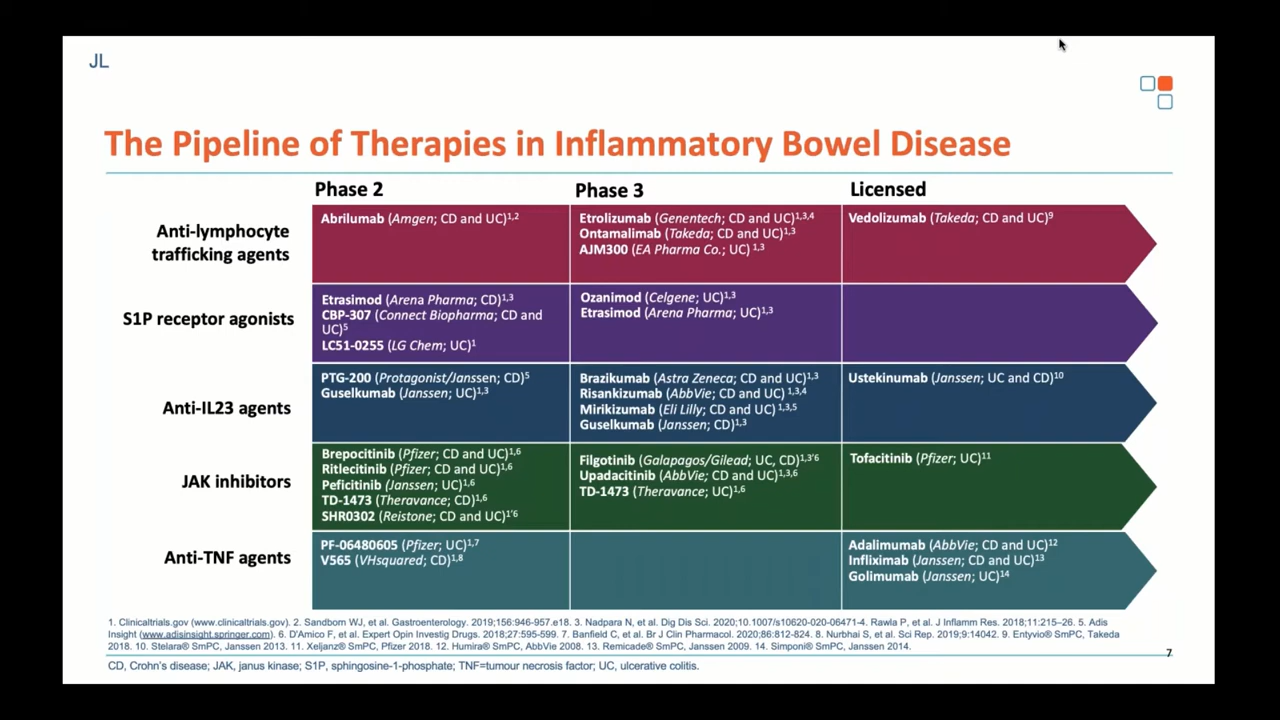 JL
The Pipeline of Therapies in Inflammatory Bowel Disease
Phase 2
Phase 3
Licensed
Anti-lymphocyte
trafficking agents
Abrilumab (Amgen; CD and UC)1,2
Etrolizumab (Genentech; CD and UC)1,3,4
Ontamalimab (Takeda; CD and UC)1,3
AJM300 (EA Pharma Co.; UC) 1,3
Vedolizumab (Takeda; CD and UC)9
S1P receptor agonists
Etrasimod (Arena Pharma; CD)1,3
CBP-307 (Connect Biopharma; CD and
UC)5
LC51-0255 (LG Chem; UC)1
Ozanimod (Celgene; UC)1,3
Etrasimod (Arena Pharma; UC)1,3
Anti-IL23 agents
PTG-200 (Protagonist/Janssen; CD)5
Guselkumab (Janssen; UC)1,3
Brazikumab (Astra Zeneca; CD and UC)1,3
Risankizumab (AbbVie; CD and UC) 1,3,4
Mirikizumab (Eli Lilly; CD and UC) 1,3,5
Guselkumab (Janssen; CD)1,3
Ustekinumab (Janssen; UC and CD)10
JAK inhibitors
Brepocitinib (Pfizer; CD and UC)1,6
Ritlecitinib (Pfizer; CD and UC)1,6
Peficitinib (Janssen; UC)1,6
TD-1473 (Theravance; CD)1,6
SHR0302 (Reistone; CD and UC)1'6
Filgotinib (Galapagos/Gilead; UC, CD)1,3'6
Upadacitinib (AbbVie; CD and UC)1,3,6
TD-1473 (Theravance; UC)1,6
Tofacitinib (Pfizer; UC)11
Anti-TNF agents
PF-06480605 (Pfizer; UC)1,7
V565 (VHsquared; CD)1,8
Adalimumab (AbbVie; CD and UC)12
Infliximab (Janssen; CD and UC)13
Golimumab (Janssen; UC)14
1. Clinicaltrials.gov (www.clinicaltrials.gov). 2. Sandborn WJ, et al. Gastroenterology. 2019;156:946-957.e18. 3. Nadpara N, et al. Dig Dis Sci. 2020;10.1007/s10620-020-06471-4. Rawla P, et al. J Inflamm Res. 2018;11:215–26. 5. Adis
Insight (www.adisinsight.springer.com). 6. D'Amico F, et al. Expert Opin Investig Drugs. 2018;27:595-599. 7. Banfield C, et al. Br J Clin Pharmacol. 2020;86:812-824. 8. Nurbhai S, et al. Sci Rep. 2019;9:14042. 9. Entyvio® SmPC, Takeda
2018. 10. Stelara® SmPC, Janssen 2013. 11. Xeljanz® SmPC, Pfizer 2018. 12. Humira® SmPC, AbbVie 2008. 13. Remicade® SmPC, Janssen 2009. 14. Simponi® SmPC, Janssen 2014.
7
CD, Crohn's disease; JAK, janus kinase; S1P, sphingosine-1-phosphate; TNF=tumour necrosis factor; UC, ulcerative colitis.